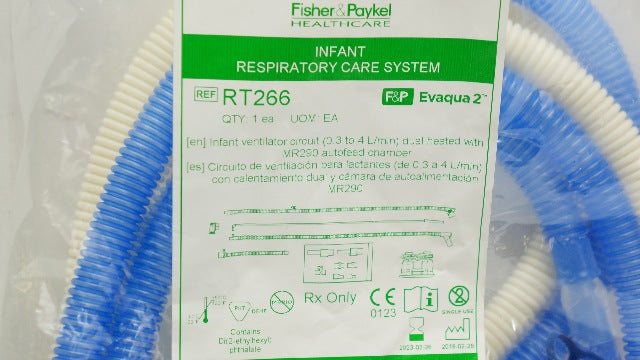 Fisher & Paykel
HEALTHCARE
INFANT
RESPIRATORY CARE SYSTEM
REF RT266
F&P Evaqua 2™
QTY: 1 ea UOM: EA
[en] Infant ventilator circuit (0.3 to 4 L/min) dual heated with
MR290 autofeed chamber
[es] Circuito de ventilación para lactantes (de 0.3 a 4 L/min)
con calentamiento dual y cámara de autoalimentación
MR290
PHT
DEHP
Rx Only
CE
0123
SINGLE USE
Contains
Di(2-ethylhexyl)
phthalate